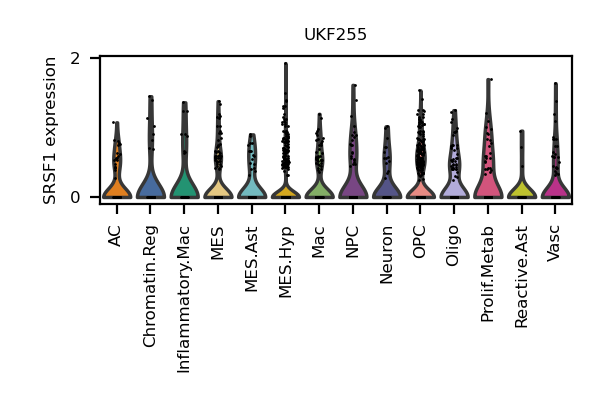 UKF255
SRSF1 expression
2
0
AC
Chromatin.Reg
Inflammatory.Mac
MES
MES.Ast
MES.Hyp
Mac
NPC
Neuron
OPC
Oligo
Prolif.Metab
Reactive.Ast
Vasc